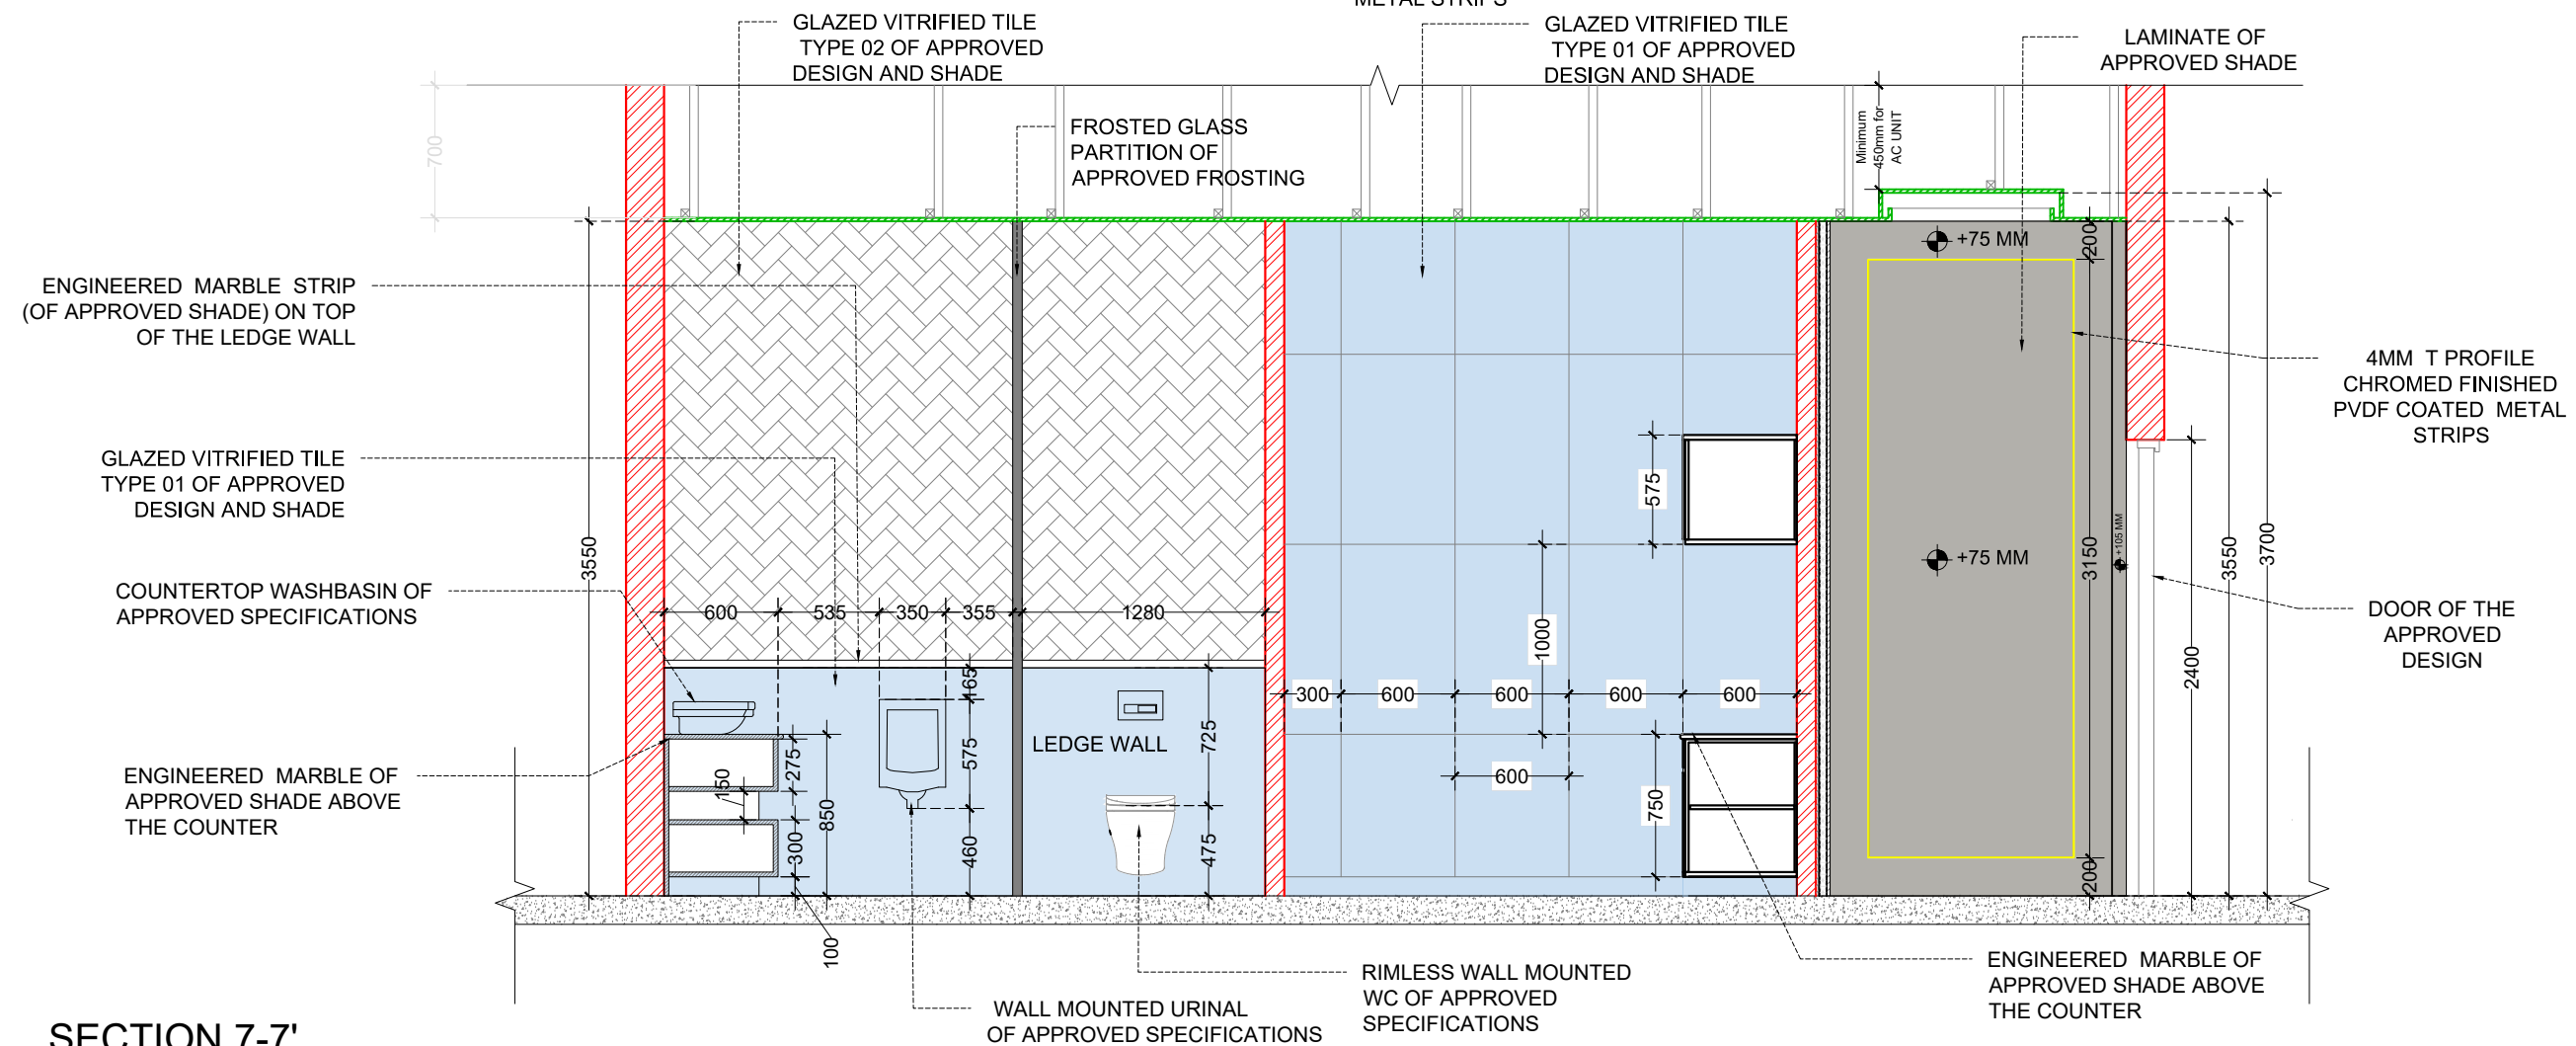 METAL STRIPS
GLAZED VITRIFIED TILE
TYPE 02 OF APPROVED
DESIGN AND SHADE
GLAZED VITRIFIED TILE
TYPE 01 OF APPROVED
DESIGN AND SHADE
LAMINATE OF
APPROVED SHADE
FROSTED GLASS
PARTITION OF
APPROVED FROSTING
Minimum
450mm for
AC UNIT
700
ENGINEERED MARBLE STRIP
(OF APPROVED SHADE) ON TOP
OF THE LEDGE WALL
+75 MM
200
4MM T PROFILE
CHROMED FINISHED
PVDF COATED METAL
STRIPS
GLAZED VITRIFIED TILE
TYPE 01 OF APPROVED
DESIGN AND SHADE
575
3550
+75 MM
3150
+105 MM
3550
3700
COUNTERTOP WASHBASIN OF
APPROVED SPECIFICATIONS
600
535
350
355
1280
1000
2400
DOOR OF THE
APPROVED
DESIGN
165
300
600
600
600
600
LEDGE WALL
725
575
275
150
850
600
750
ENGINEERED MARBLE OF
APPROVED SHADE ABOVE
THE COUNTER
300
460
475
200
100
RIMLESS WALL MOUNTED
WC OF APPROVED
SPECIFICATIONS
ENGINEERED MARBLE OF
APPROVED SHADE ABOVE
THE COUNTER
WALL MOUNTED URINAL
OF APPROVED SPECIFICATIONS
SECTION 7-7'